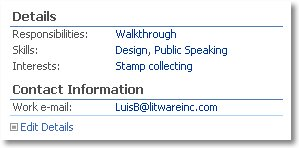 Details
Responsibilities: Walkthrough
Skills: Design, Public Speaking
Interests: Stamp collecting
Contact Information
Work e-mail: LuisB@litwareinc.com
Edit Details